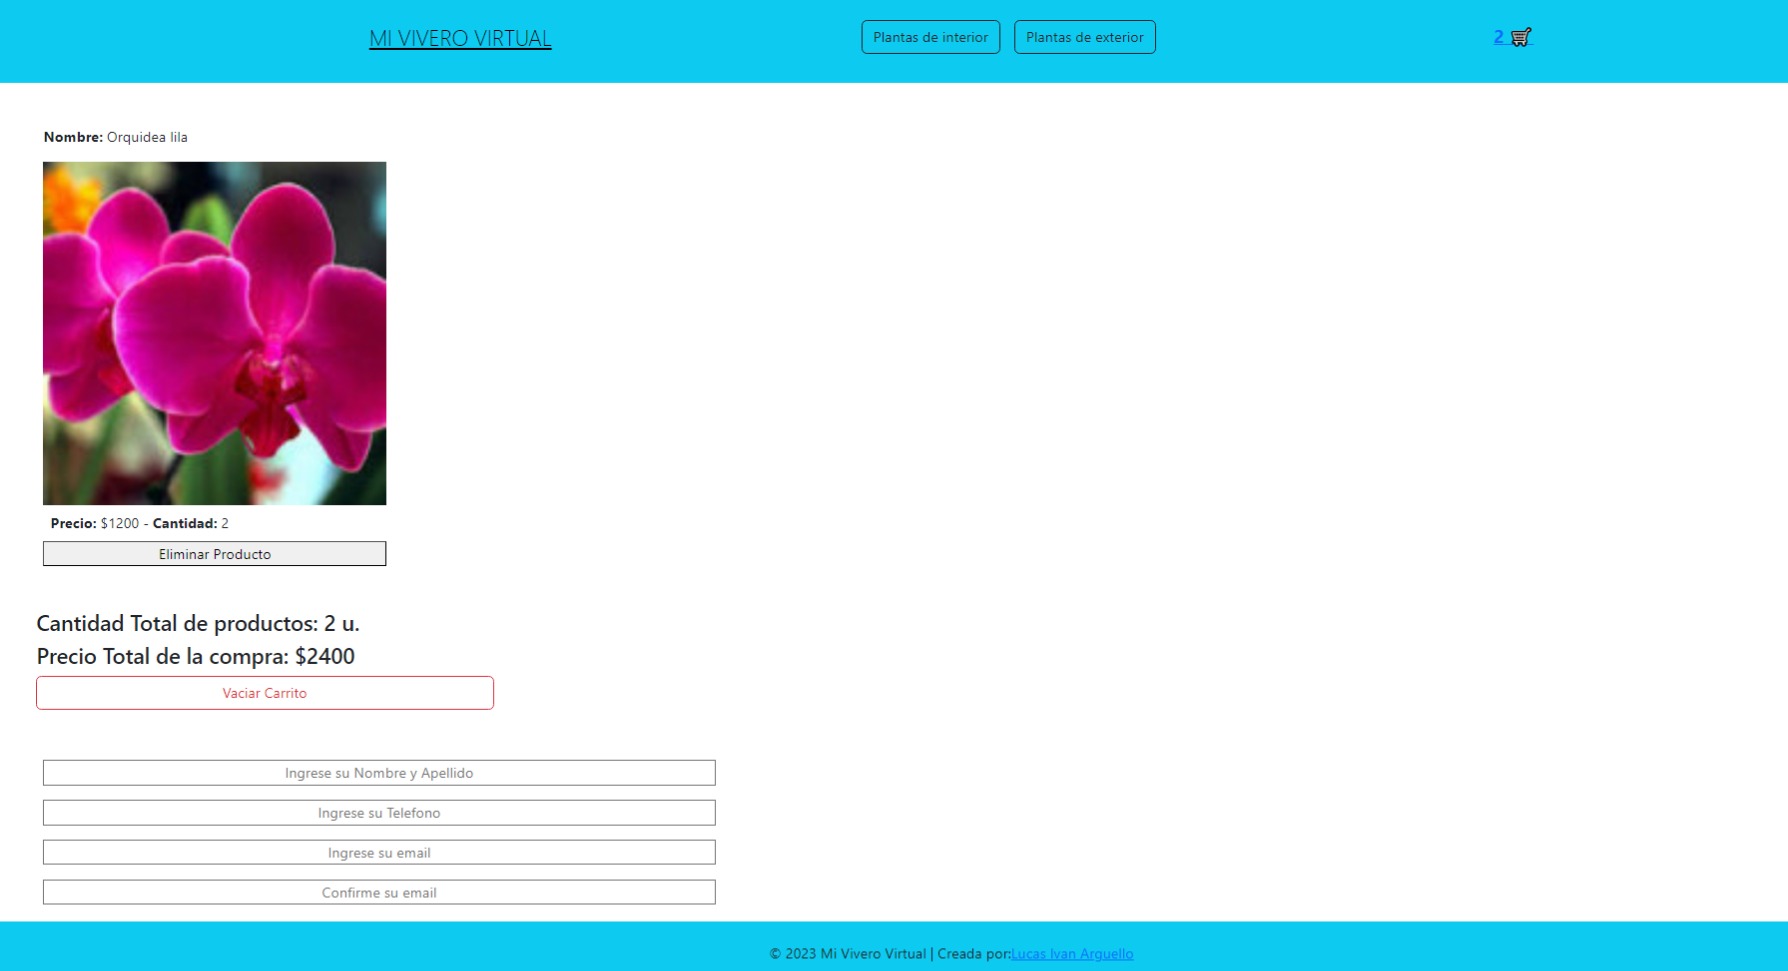 MI VIVERO VIRTUAL
Plantas de interior
Plantas de exterior
2
Nombre: Orquidea lila
Precio: $1200 - Cantidad: 2
Eliminar Producto
Cantidad Total de productos: 2 u.
Precio Total de la compra: $2400
Vaciar Carrito
Ingrese su Nombre y Apellido
Ingrese su Telefono
Ingrese su email
Confirme su email
© 2023 Mi Vivero Virtual | Creada por:Lucas Ivan Arguello